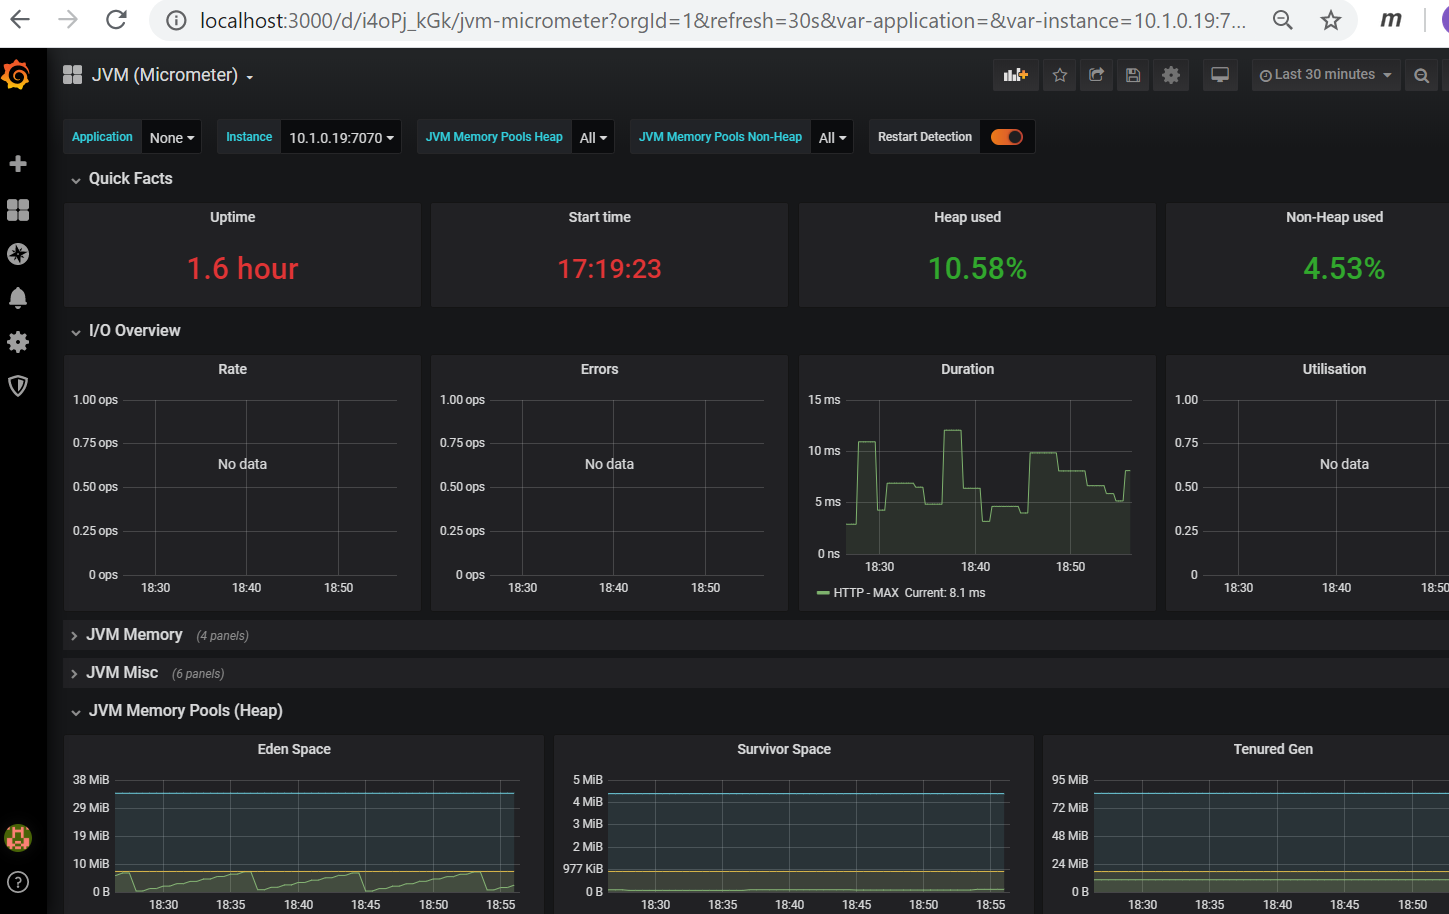 localhost:3000/d/i4oPj_kGk/jvm-micrometer?orgId=1&refresh=30s&var-application=&var-instance=10.1.0.19:7... m
JVM (Micrometer) Last 30 minutes
Application None Instance 10.1.0.19:7070 JVM Memory Pools Heap All JVM Memory Pools Non-Heap All Restart Detection
Quick Facts
Uptime Start time Heap used Non-Heap used
1.6 hour 17:19:23 10.58% 4.53%
I/O Overview
Rate
1.00 ops
0.75 ops
No data
0.50 ops
0.25 ops
0 ops
18:30 18:40 18:50
Errors
1.00 ops
0.75 ops
No data
0.50 ops
0.25 ops
0 ops
18:30 18:40 18:50
Duration
15 ms
10 ms
5 ms
0 ns
18:30 18:40 18:50
HTTP - MAX Current: 8.1 ms
Utilisation
1.00
0.75
No data
0.50
0.25
0
18:30 18:40 18:50
JVM Memory (4 panels)
JVM Misc (6 panels)
JVM Memory Pools (Heap)
Eden Space
38 MiB
29 MiB
19 MiB
10 MiB
0 B
18:30 18:35 18:40 18:45 18:50 18:55
Survivor Space
5 MiB
4 MiB
3 MiB
2 MiB
977 KiB
0 B
18:30 18:35 18:40 18:45 18:50 18:55
Tenured Gen
95 MiB
72 MiB
48 MiB
24 MiB
0 B
18:30 18:35 18:40 18:45 18:50